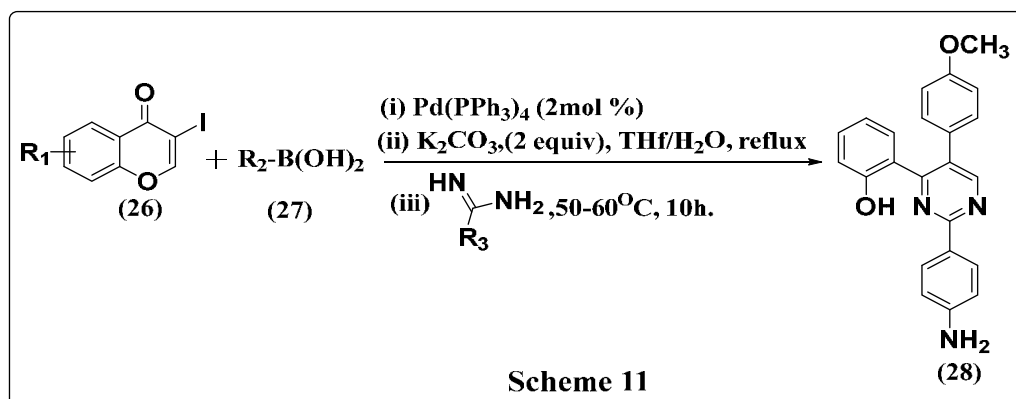 OCH₃
O
I
R₁
O
(26)
+
R₂-B(OH)₂
(27)
(i) Pd(PPh₃)₄ (2mol %)
(ii) K₂CO₃,(2 equiv), THf/H₂O, reflux
(iii)
HN
NH₂
R₃
,50-60⁰C, 10h.
OH
N
N
NH₂
(28)
Scheme 11